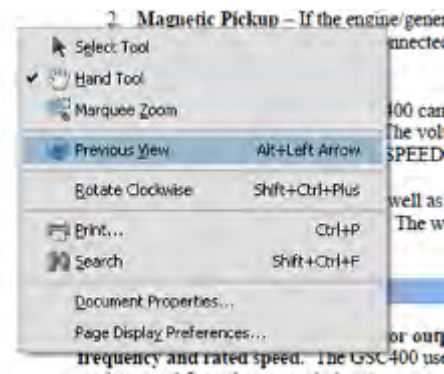 2. Magnetic Pickup – If the engine/gener
nnected
Select Tool
Hand Tool
Marquee Zoom
400 can
The vol
Previous View Alt+Left Arrow
SPEED
Rotate Clockwise Shift+Ctrl+Plus
well as
Print... Ctrl+P
The w
Search Shift+Ctrl+F
Document Properties...
Page Display Preferences...
or outp
frequency and rated speed. The GSC400 use